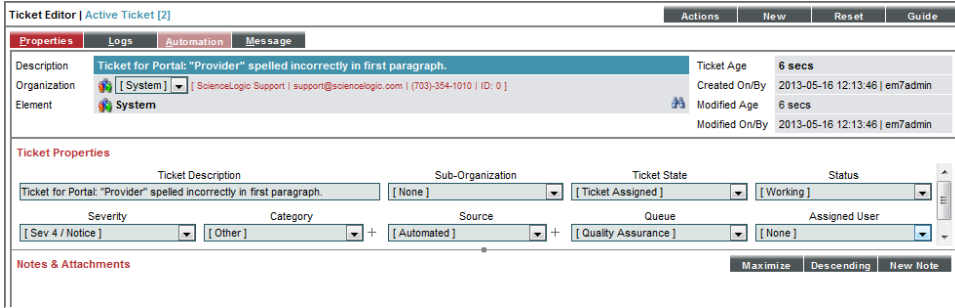 Ticket Editor | Active Ticket [2]
Actions New Reset Guide
Properties Logs Automation Message
Description Ticket for Portal: "Provider" spelled incorrectly in first paragraph. Ticket Age 6 secs
Organization [ System ] [ ScienceLogic Support | support@sciencelogic.com | (703)-354-1010 | ID: 0 ] Created On/By 2013-05-16 12:13:46 | em7admin
Element System Modified Age 6 secs
Modified On/By 2013-05-16 12:13:46 | em7admin
Ticket Properties
Ticket Description Sub-Organization Ticket State Status
Ticket for Portal: "Provider" spelled incorrectly in first paragraph. [ None ] [ Ticket Assigned ] [ Working ]
Severity Category Source Queue Assigned User
[ Sev 4 / Notice ] [ Other ] + [ Automated ] + [ Quality Assurance ] [ None ]
Notes & Attachments Maximize Descending New Note